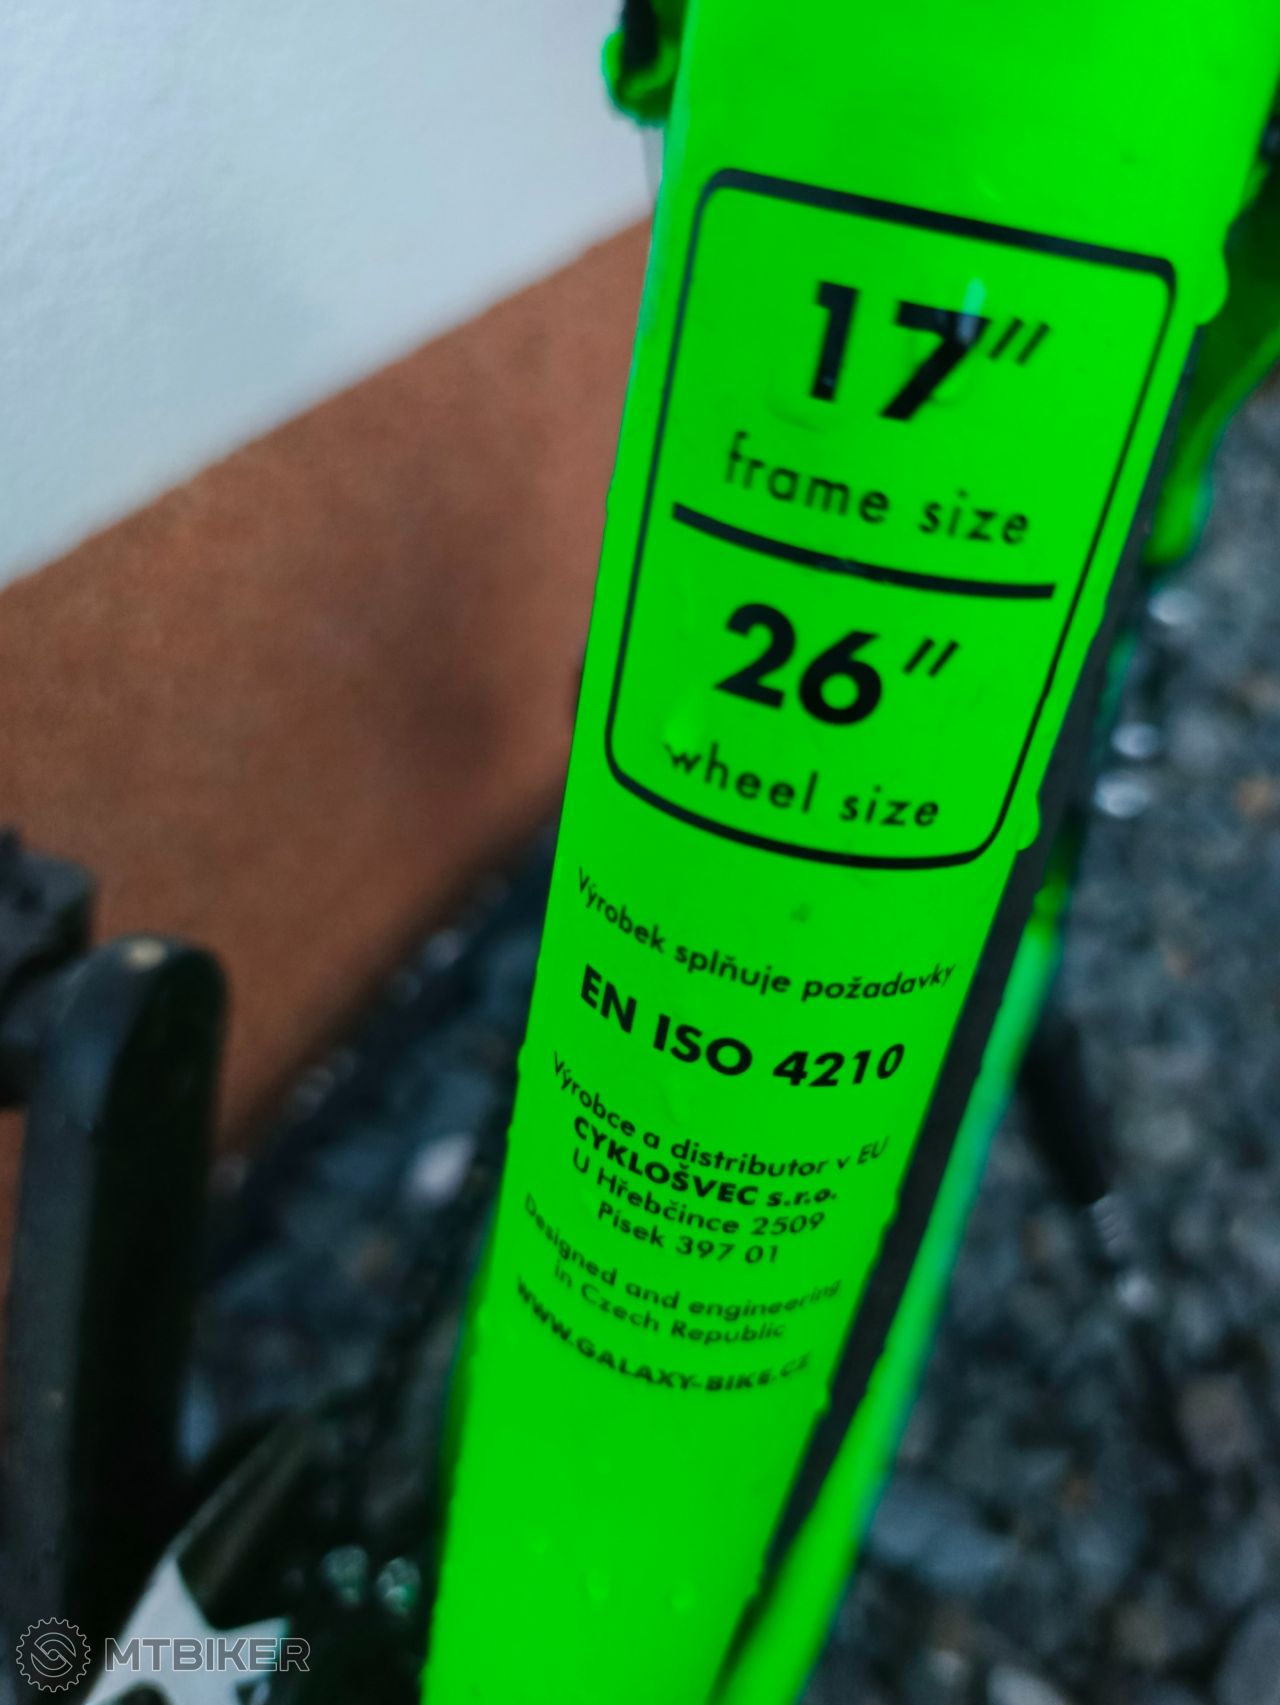 17"
frame size
26"
wheel size
Výrobek splňuje požadavky
EN ISO 4210
Výrobce a distributor v EU
CYKLOŠVEC s.r.o.
U Hřebčince 2509
Písek 397 01
Designed and engineering
in Czech Republic
WWW.GALAXY-BIKE.CZ
MTBIKER